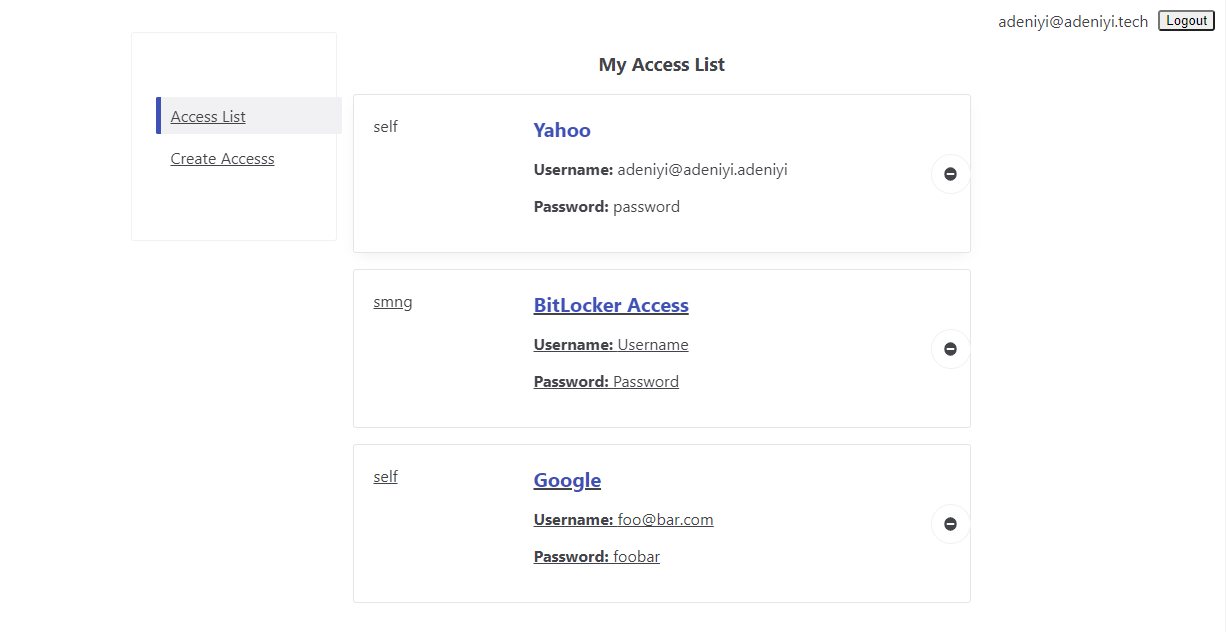 adeniyi@adeniyi.tech Logout
My Access List
Access List
Create Accesss
self
Yahoo
Username: adeniyi@adeniyi.adeniyi
Password: password
smng
BitLocker Access
Username: Username
Password: Password
self
Google
Username: foo@bar.com
Password: foobar